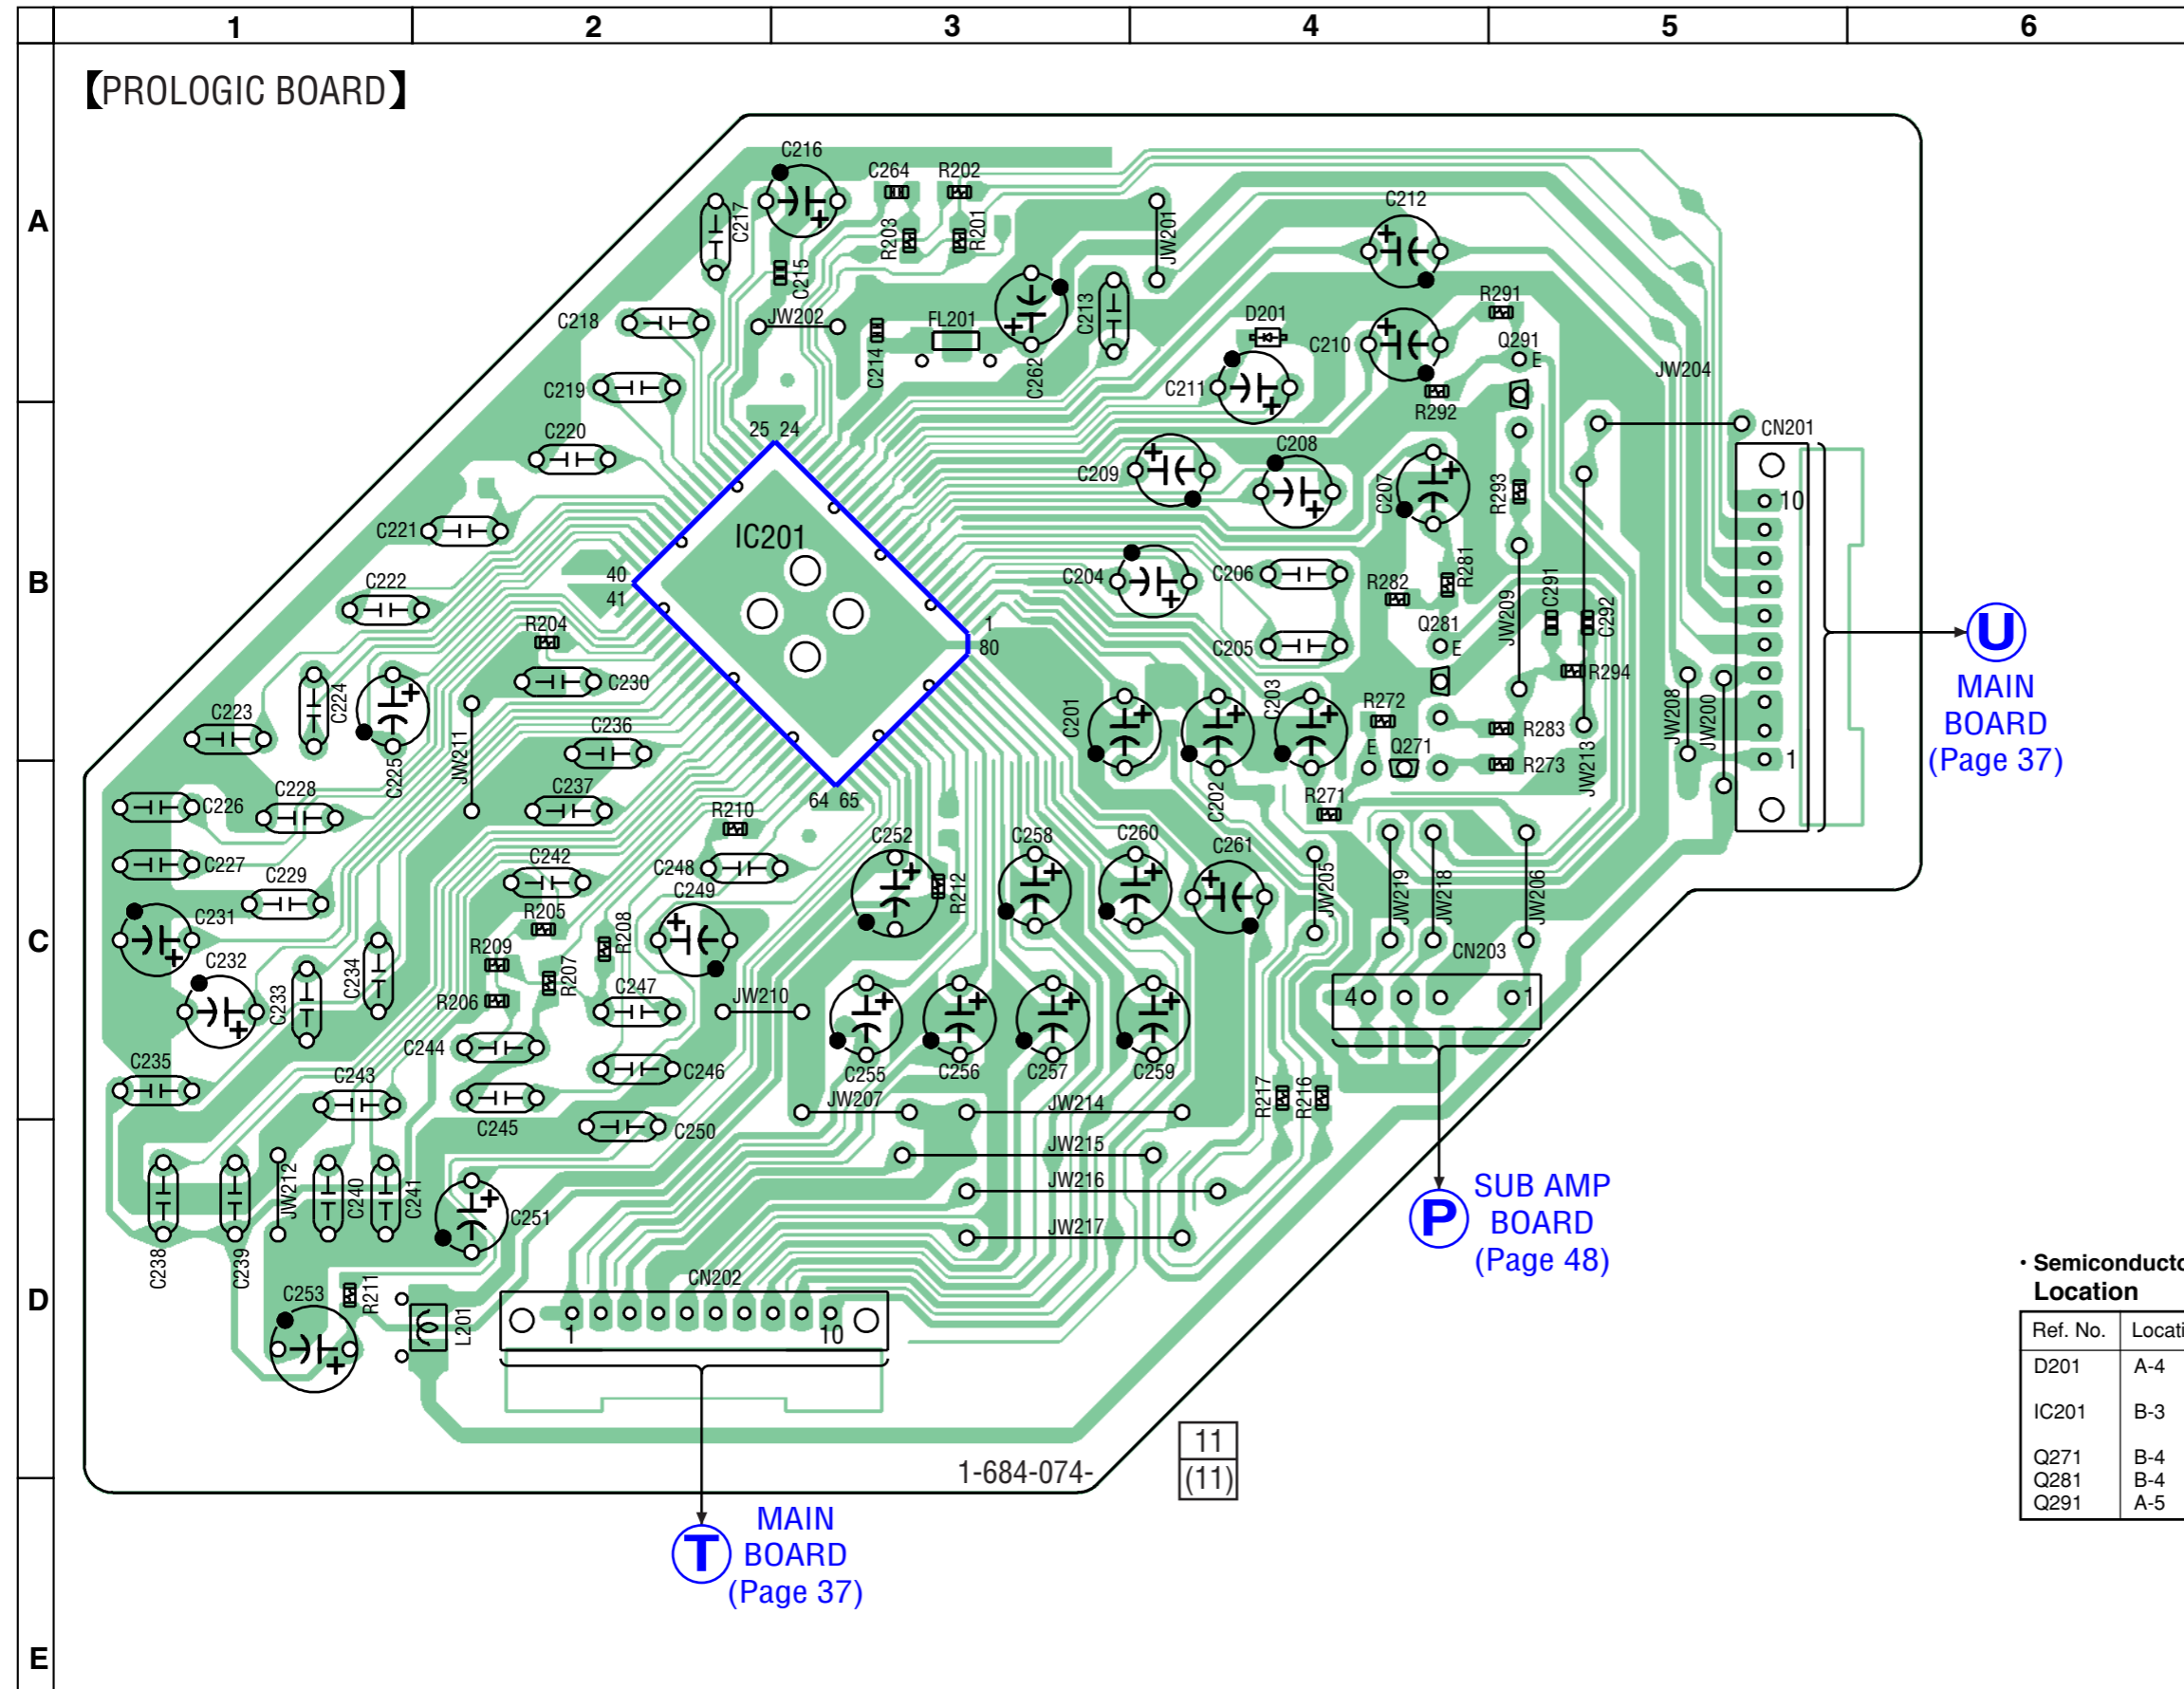 1 2 3 4 5 6
【PROLOGIC BOARD】
A
B
C
D
E
C216
C264 R202
C217
R203
R201
JW201
C212
C215
C218
JW202
C214
FL201
C262
C213
D201
C210
R291
Q291
E
JW204
C219
C211
R292
C220
25 24
C209
C208
C207
R293
CN201
10
C221
IC201
C222
40
41
C204
C206
R282
R281
C291
C292
JW209
R204
1
80
C205
Q281
E
R294
U
MAIN
BOARD
(Page 37)
C230
C223
C224
C225
JW211
C236
C201
C202
C203
R272
E Q271
R283
R273
JW213
JW208
JW200
1
C226
C228
C237
R210
64 65
R271
C227
C229
C242
C248
C249
C252
R212
C258
C260
C261
JW205
JW219
JW218
JW206
C231
R205
R208
R209
R207
CN203
C232
C233
C234
R206
C247
JW210
4 1
C244
C235
C243
C246
C255
C256
C257
C259
R217
R216
JW207
JW214
C245
C250
JW215
JW212
C240
C241
C251
JW216
JW217
P
SUB AMP
BOARD
(Page 48)
C238
C239
C253
R211
L201
CN202
1 10
1-684-074-
11
(11)
T
MAIN
BOARD
(Page 37)
· Semiconducto
Location
Ref. No. Locati
D201 A-4
IC201 B-3
Q271 B-4
Q281 B-4
Q291 A-5